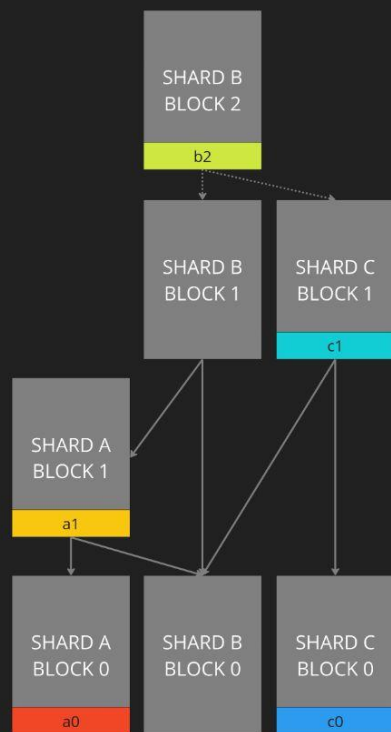 SHARD B
BLOCK 2
b2
SHARD B
BLOCK 1
SHARD C
BLOCK 1
c1
SHARD A
BLOCK 1
a1
SHARD A
BLOCK 0
a0
SHARD B
BLOCK 0
SHARD C
BLOCK 0
c0